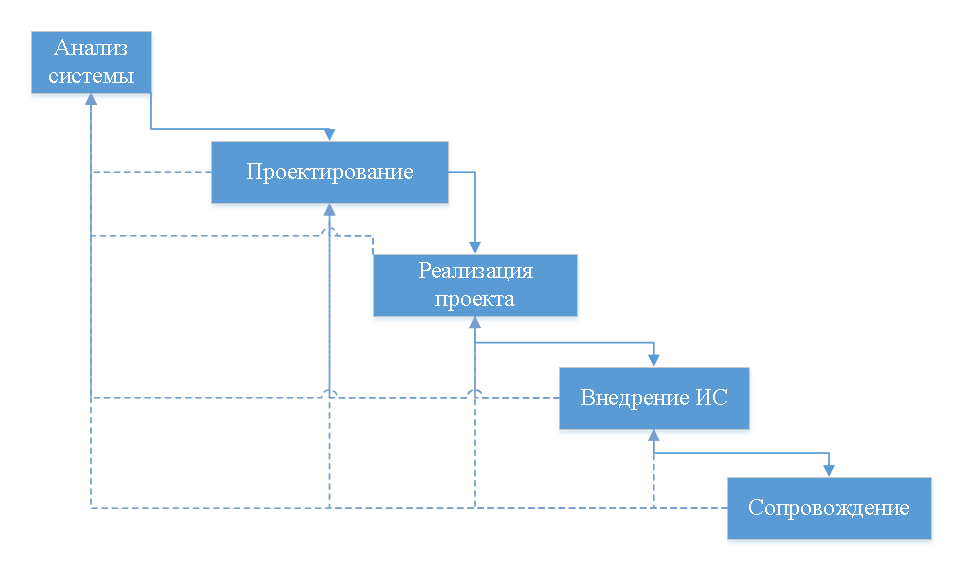 Анализ
системы
Проектирование
Реализация
проекта
Внедрение ИС
Сопровождение